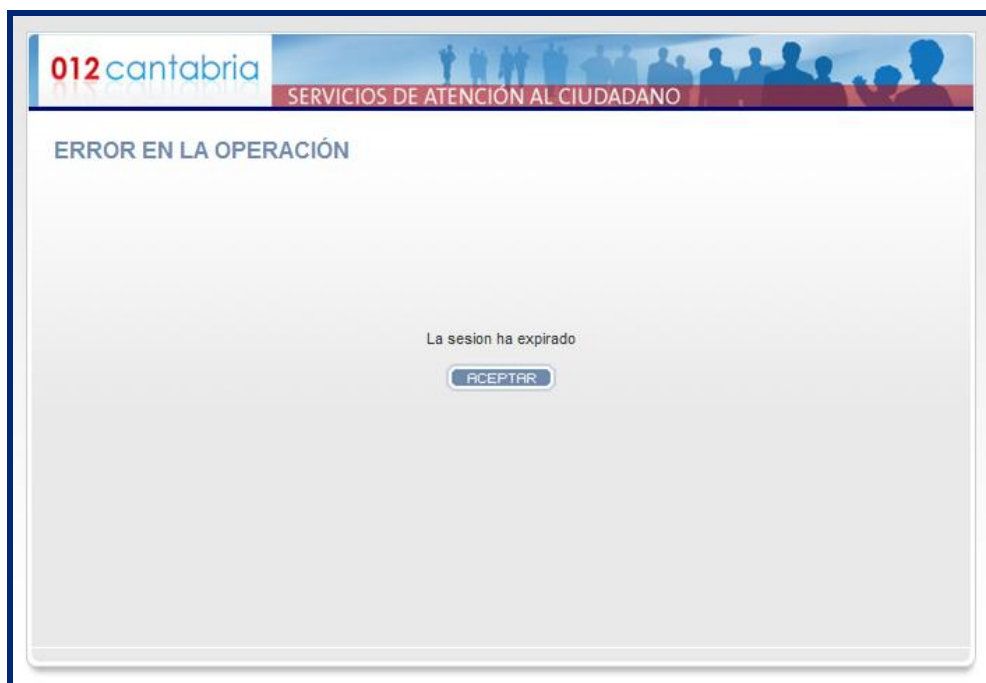 012 cantabria
SERVICIOS DE ATENCIÓN AL CIUDADANO
ERROR EN LA OPERACIÓN
La sesion ha expirado
ACEPTAR